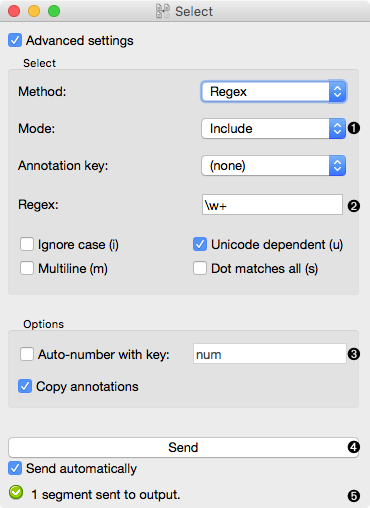 Select
Advanced settings
Select
Method: Regex
Mode: Include ❶
Annotation key: (none)
Regex: \w+ ❷
Ignore case (i) Unicode dependent (u)
Multiline (m) Dot matches all (s)
Options
Auto-number with key: num ❸
Copy annotations
Send ❹
Send automatically
1 segment sent to output. ❺